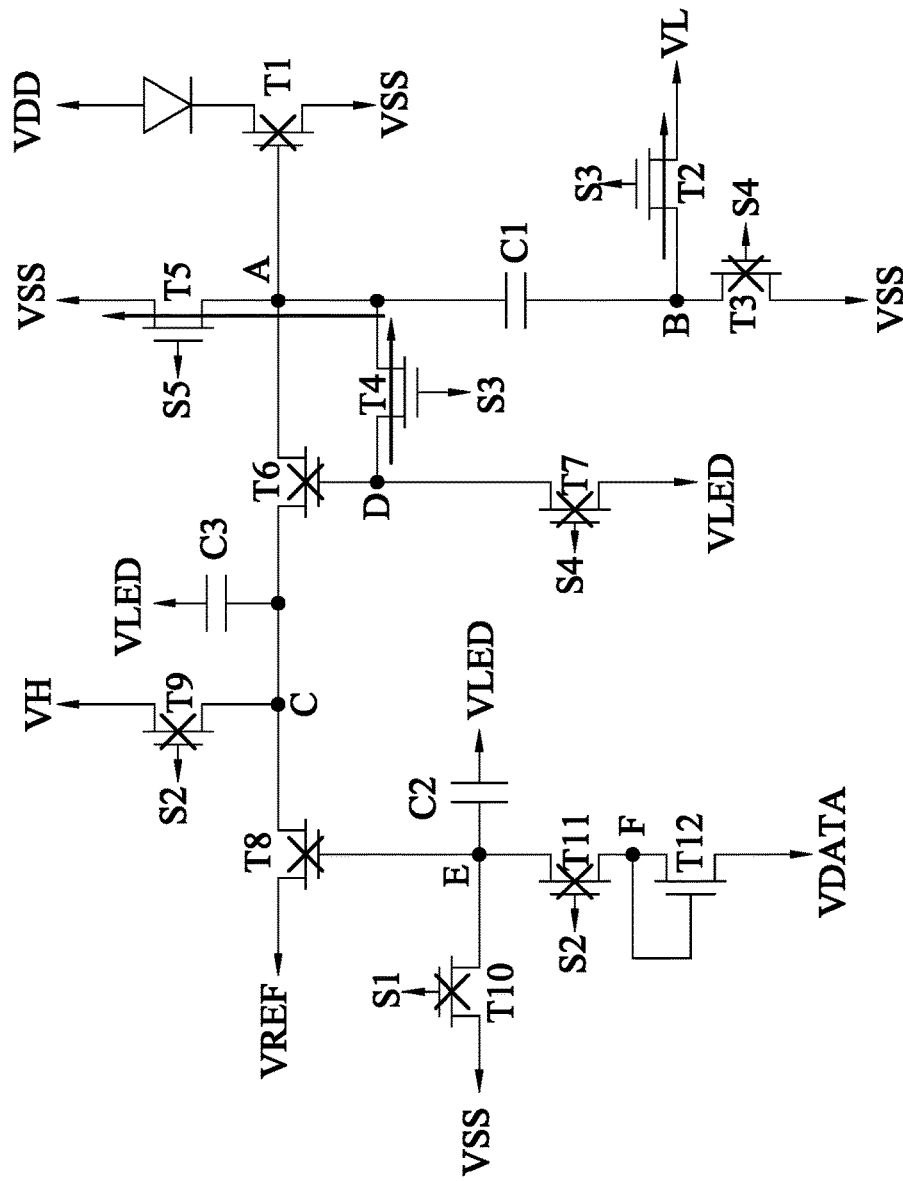 VH
VSS
VDD
VLED
S2
T9
S5
T5
C3
VREF
T8
T6
A
T1
C
S1
D
T4
VSS
C2
E
VSS
VLED
T10
S3
C1
S2
T11
S4
T7
S3
F
B
VL
T12
T2
VLED
T3
S4
VDATA
VSS